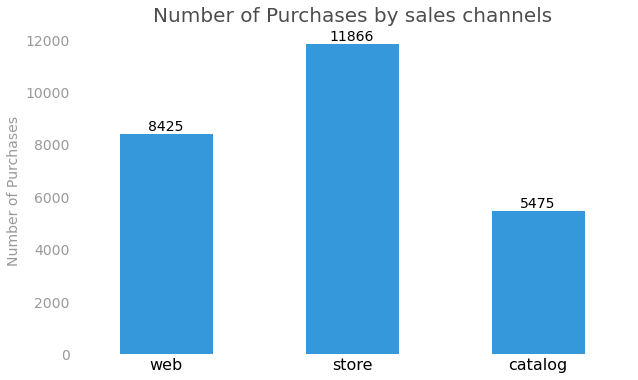 Number of Purchases by sales channels
Number of Purchases
12000
10000
8000
6000
4000
2000
0
8425
11866
5475
web
store
catalog